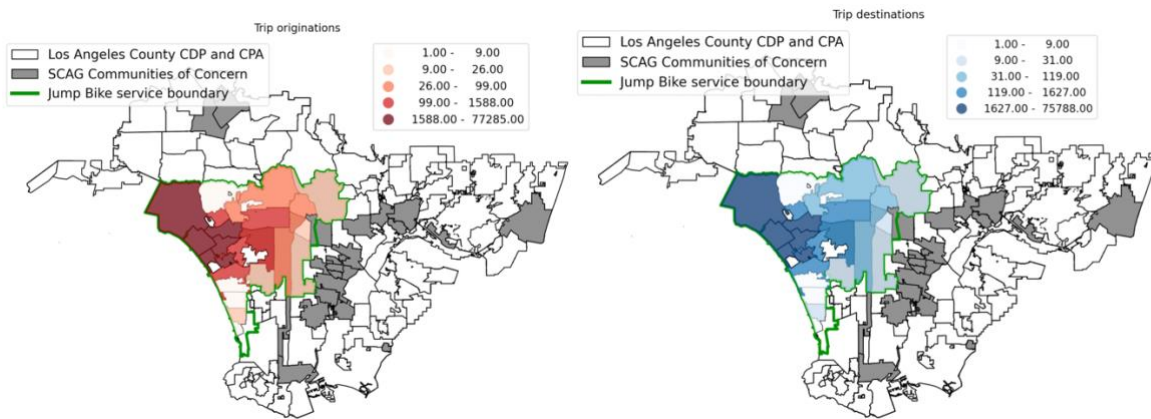 Trip originations
Los Angeles County CDP and CPA
SCAG Communities of Concern
Jump Bike service boundary
1.00 - 9.00
9.00 - 26.00
26.00 - 99.00
99.00 - 1588.00
1588.00 - 77285.00
Trip destinations
Los Angeles County CDP and CPA
SCAG Communities of Concern
Jump Bike service boundary
1.00 - 9.00
9.00 - 31.00
31.00 - 119.00
119.00 - 1627.00
1627.00 - 75788.00